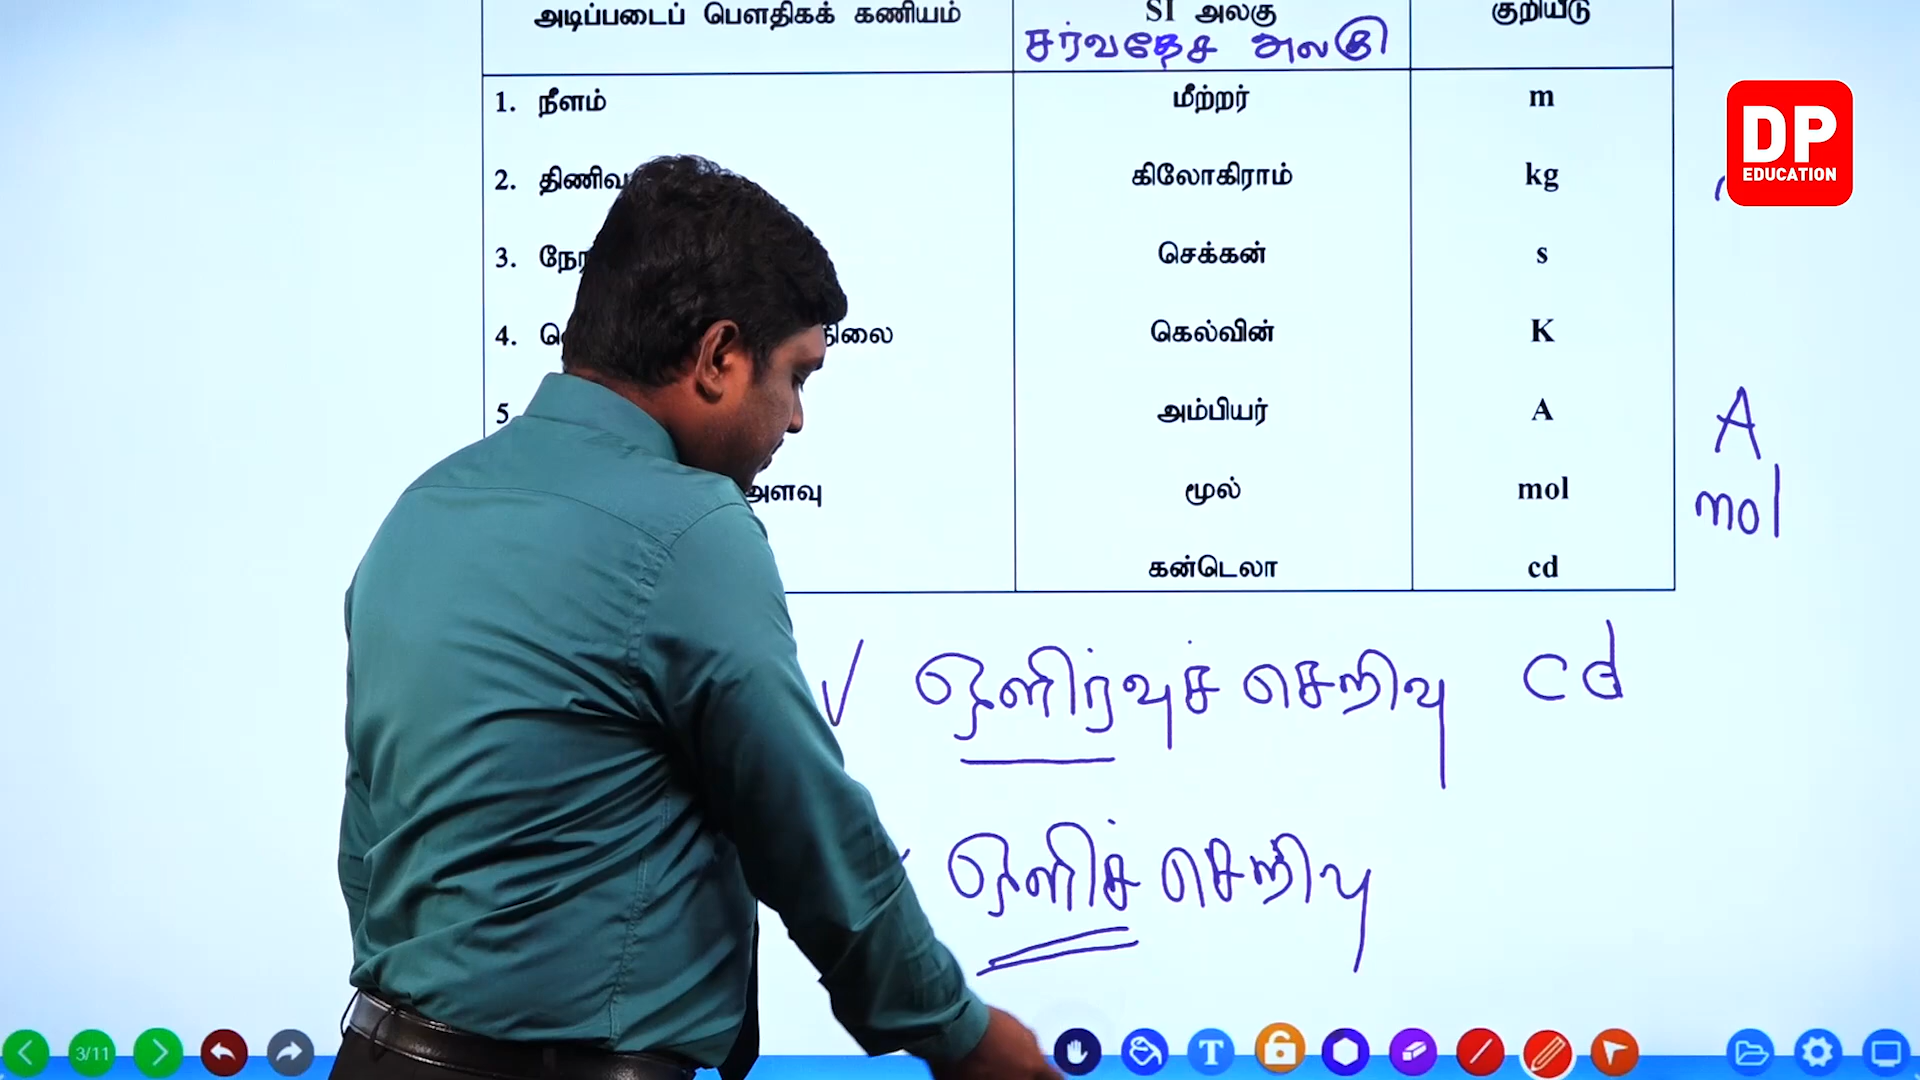 அடிப்படைப் பௌதிகக் கணியம் SI அலகு குறியீடு
சர்வதேச அலகு
1. நீளம் மீற்றர் m
2. கிலோகிராம் kg
3. செக்கன் s
4. கெல்வின் K
5 அம்பியர் A A
அளவு மூல் mol mol
கன்டெலா cd
ஒளிர்வுச் செறிவு cd
ஒளிச் செறிவு
DP
EDUCATION
3/11
T